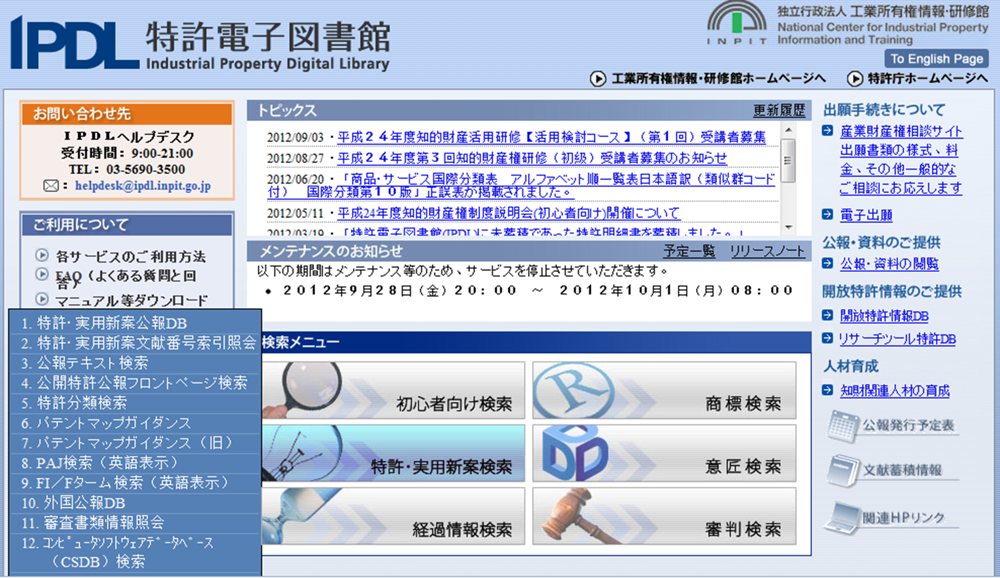 IPDL 特許電子図書館
Industrial Property Digital Library
独立行政法人 工業所有権情報・研修館
National Center for Industrial Property
Information and Training
INPIT
To English Page
工業所有権情報・研修館ホームページへ
特許庁ホームページへ
お問い合わせ先
ＩＰＤＬヘルプデスク
受付時間：9:00-21:00
TEL：03-5690-3500
：helpdesk@ipdl.inpit.go.jp
ご利用について
各サービスのご利用方法
FAQ（よくある質問と回
答）
マニュアル等ダウンロード
1. 特許・実用新案公報DB
2. 特許・実用新案文献番号索引照会
3. 公報テキスト検索
4. 公開特許公報フロントページ検索
5. 特許分類検索
6. パテントマップガイダンス
7. パテントマップガイダンス（旧）
8. PAJ検索（英語表示）
9. FI／Fターム検索（英語表示）
10. 外国公報DB
11. 審査書類情報照会
12. ｺﾝﾋﾟｭｰﾀｿﾌﾄｳｪｱﾃﾞｰﾀﾍﾞｰｽ
（CSDB）検索
トピックス
更新履歴
2012/09/03・平成２４年度知的財産活用研修【活用検討コース】（第１回）受講者募集
2012/08/27・平成２４年度第３回知的財産権研修（初級）受講者募集のお知らせ
2012/06/20・「商品・サービス国際分類表　アルファベット順一覧表日本語訳（類似群コード
付）　国際分類第１０版」正誤表が掲載されました。
2012/05/11・平成24年度知的財産権制度説明会(初心者向け)開催について
2012/03/19・「特許電子図書館(IPDL)に未蓄積であった特許明細書を蓄積しました。」
メンテナンスのお知らせ
予定一覧 リリースノート
以下の期間はメンテナンス等のため、サービスを停止させていただきます。
• ２０１２年９月２８日（金）２０：００　～　２０１２年１０月１日（月）０８：００
検索メニュー
初心者向け検索
商標検索
特許・実用新案検索
意匠検索
経過情報検索
審判検索
出願手続きについて
産業財産権相談サイト
出願書類の様式、料
金、その他一般的な
ご相談にお応えします
電子出願
公報・資料のご提供
公報・資料の閲覧
開放特許情報のご提供
開放特許情報DB
リサーチツール特許DB
人材育成
知財関連人材の育成
公報発行予定表
文献蓄積情報
関連HPリンク